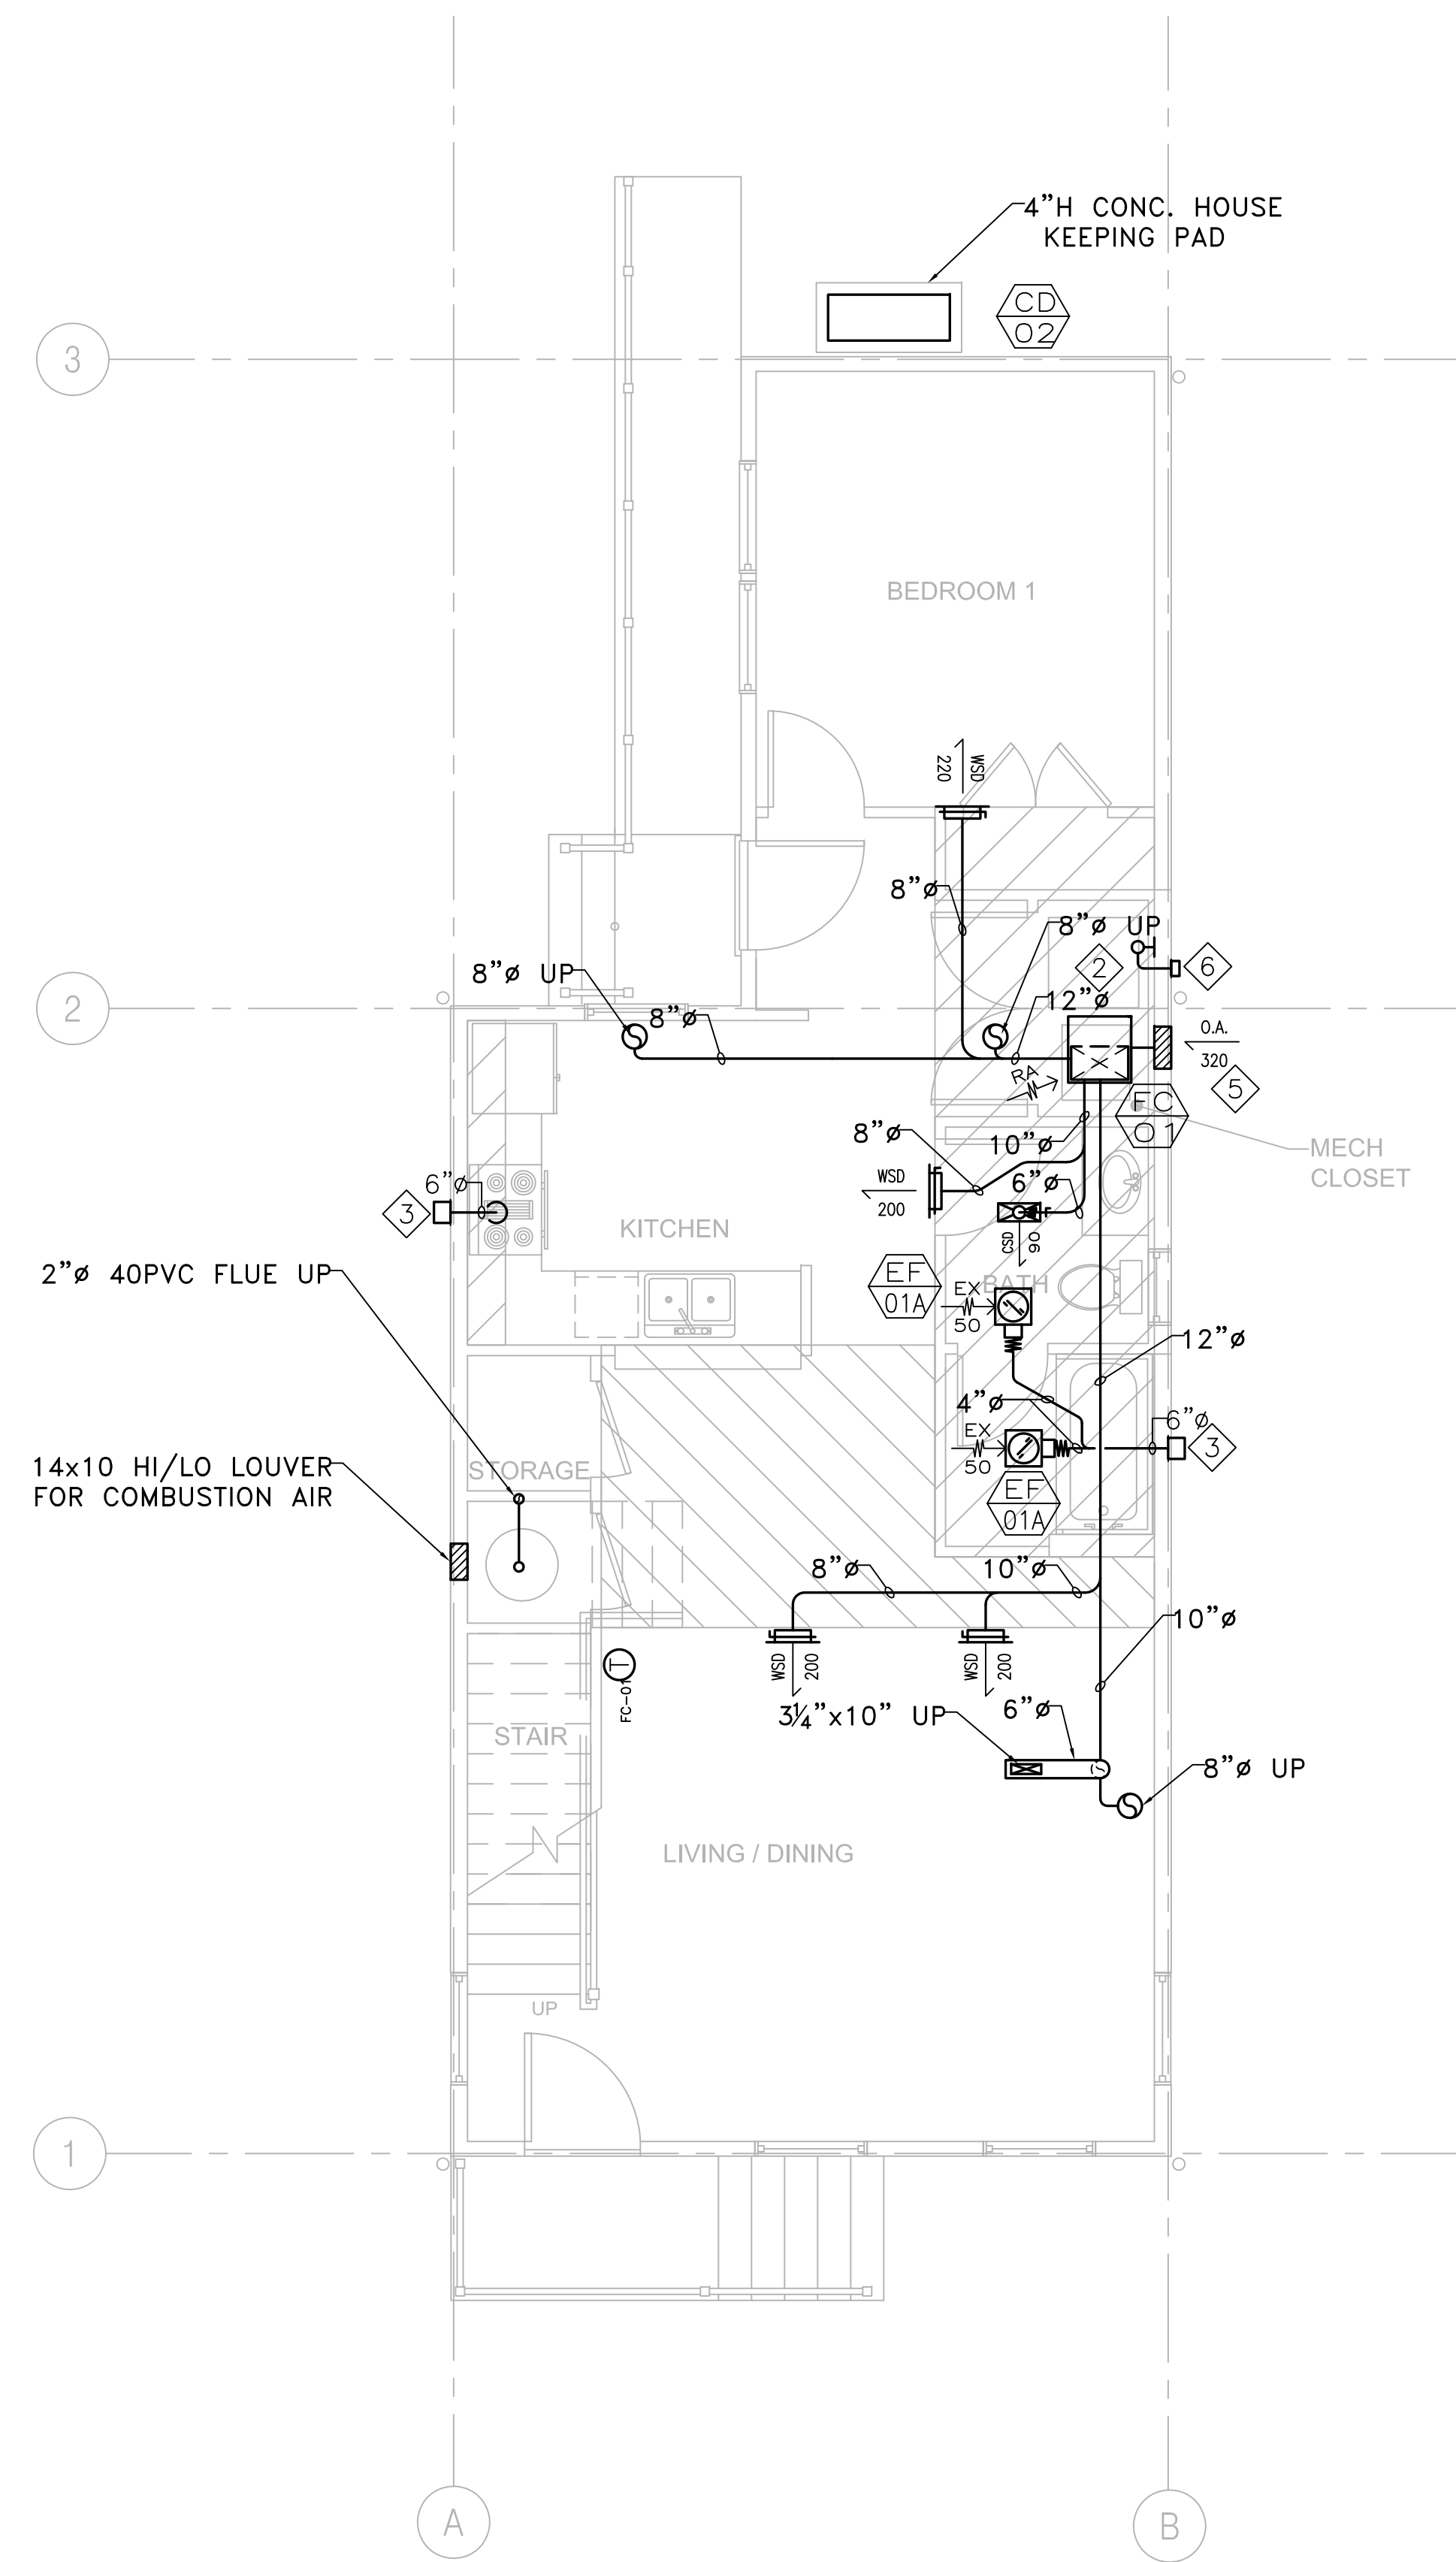 4”H CONC. HOUSE
KEEPING PAD
CD
02
3
BEDROOM 1
220
WSD
8”ø
8”ø UP
2
6
8”ø UP
12”ø
2
8”ø
O.A.
320
RA
5
FC
01
8”ø
10”ø
MECH
CLOSET
WSD
200
6”ø
6”ø
3
KITCHEN
CSD
90
2”ø 40PVC FLUE UP
EF
01A
EX
50
BATH
12”ø
4”ø
6”ø
EX
50
3
14x10 HI/LO LOUVER
FOR COMBUSTION AIR
STORAGE
EF
01A
8”ø
10”ø
10”ø
WSD
200
WSD
200
T
FC-01
3¼”x10” UP
6”ø
STAIR
8”ø UP
LIVING / DINING
UP
1
A
B